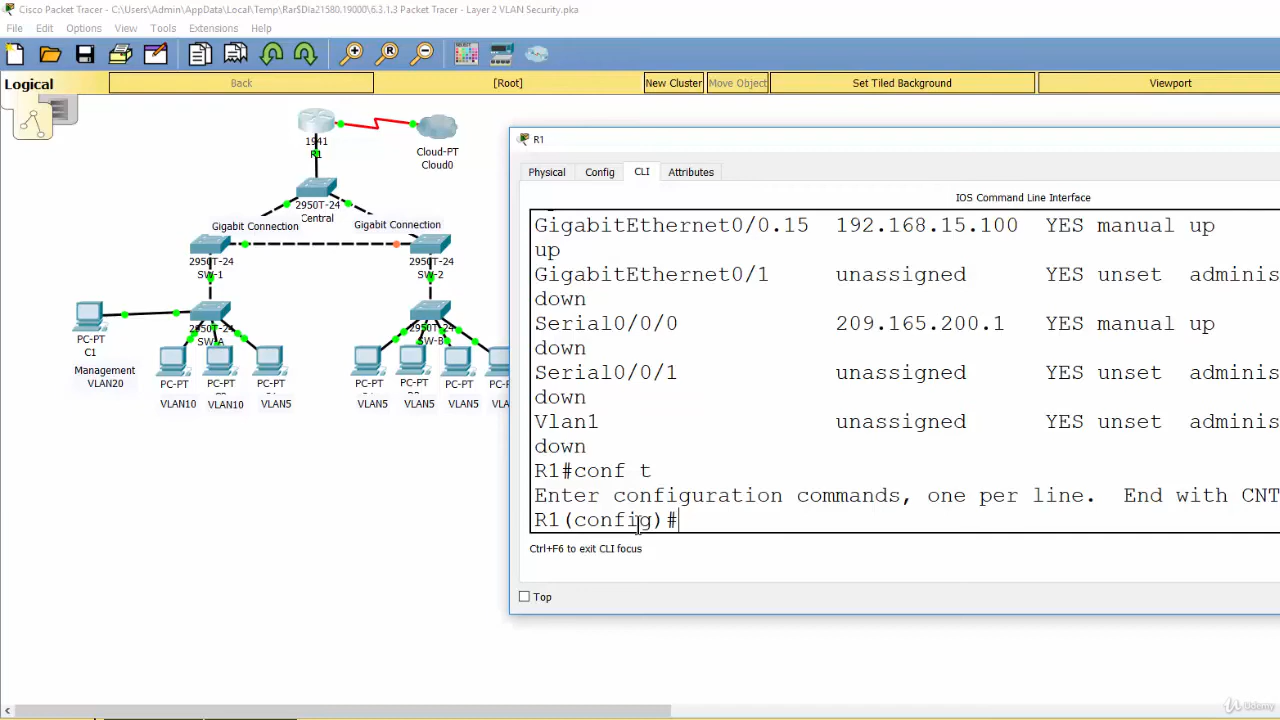 Cisco Packet Tracer - C:\Users\Admin\AppData\Local\Temp\Rar$DIa21580.19000\6.3.1.3 Packet Tracer - Layer 2 VLAN Security.pka
File Edit Options View Tools Extensions Help
Logical Back [Root] New Cluster Move Object Set Tiled Background Viewport
1941
R1
Cloud-PT
Cloud0
2950T-24
Central
Gigabit Connection
Gigabit Connection
2950T-24
SW-1
2950T-24
SW-2
2950T-24
SW-A
2950T-24
SW-B
PC-PT
C1
Management
VLAN20
PC-PT
VLAN10
PC-PT
VLAN10
PC-PT
VLAN5
PC-PT
VLAN5
PC-PT
VLAN5
PC-PT
VLAN5
PC-PT
R1
Physical Config CLI Attributes
IOS Command Line Interface
GigabitEthernet0/0.15 192.168.15.100 YES manual up
up
GigabitEthernet0/1 unassigned YES unset adminis
down
Serial0/0/0 209.165.200.1 YES manual up
down
Serial0/0/1 unassigned YES unset adminis
down
Vlan1 unassigned YES unset adminis
down
R1#conf t
Enter configuration commands, one per line. End with CNT
R1(config)#
Ctrl+F6 to exit CLI focus
Top
Udemy